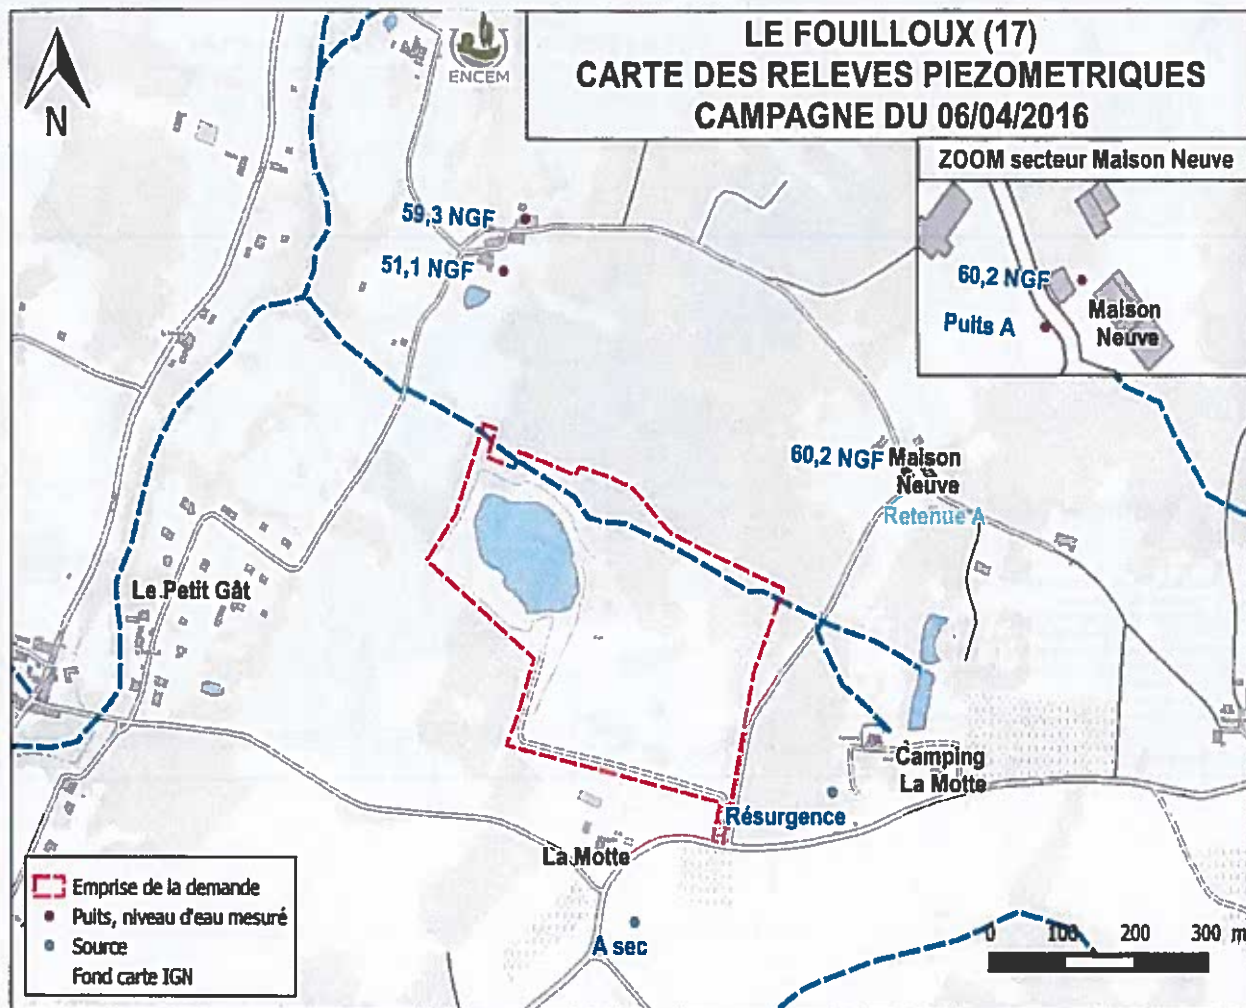 LE FOUILLOUX (17)
CARTE DES RELEVES PIEZOMETRIQUES
CAMPAGNE DU 06/04/2016
ENCEM
N
ZOOM secteur Maison Neuve
60,2 NGF
Maison
Neuve
Puits A
59,3 NGF
51,1 NGF
60,2 NGF
Maison
Neuve
Retenue A
Le Petit Gât
Camping
La Motte
Résurgence
La Motte
A sec
Emprise de la demande
Puits, niveau d'eau mesuré
Source
Fond carte IGN
0 100 200 300 m